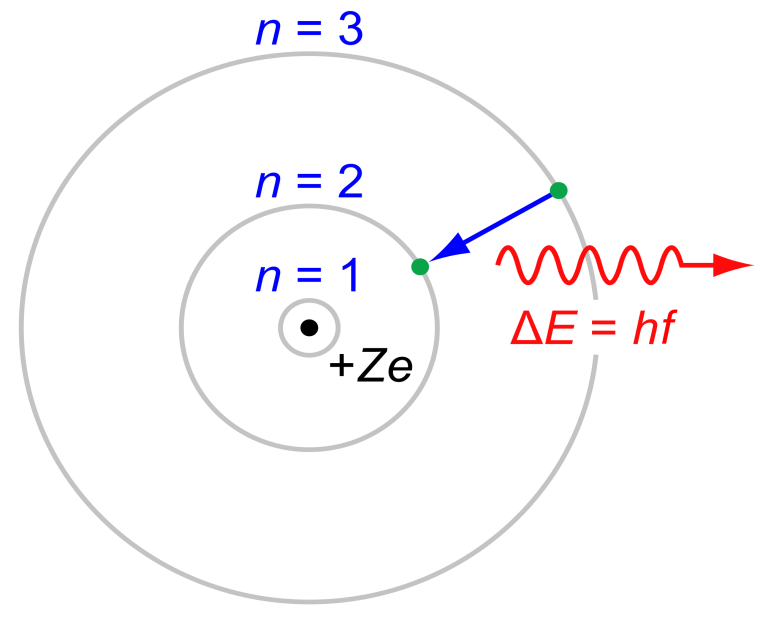 n = 3
n = 2
n = 1
+Ze
ΔE = hf